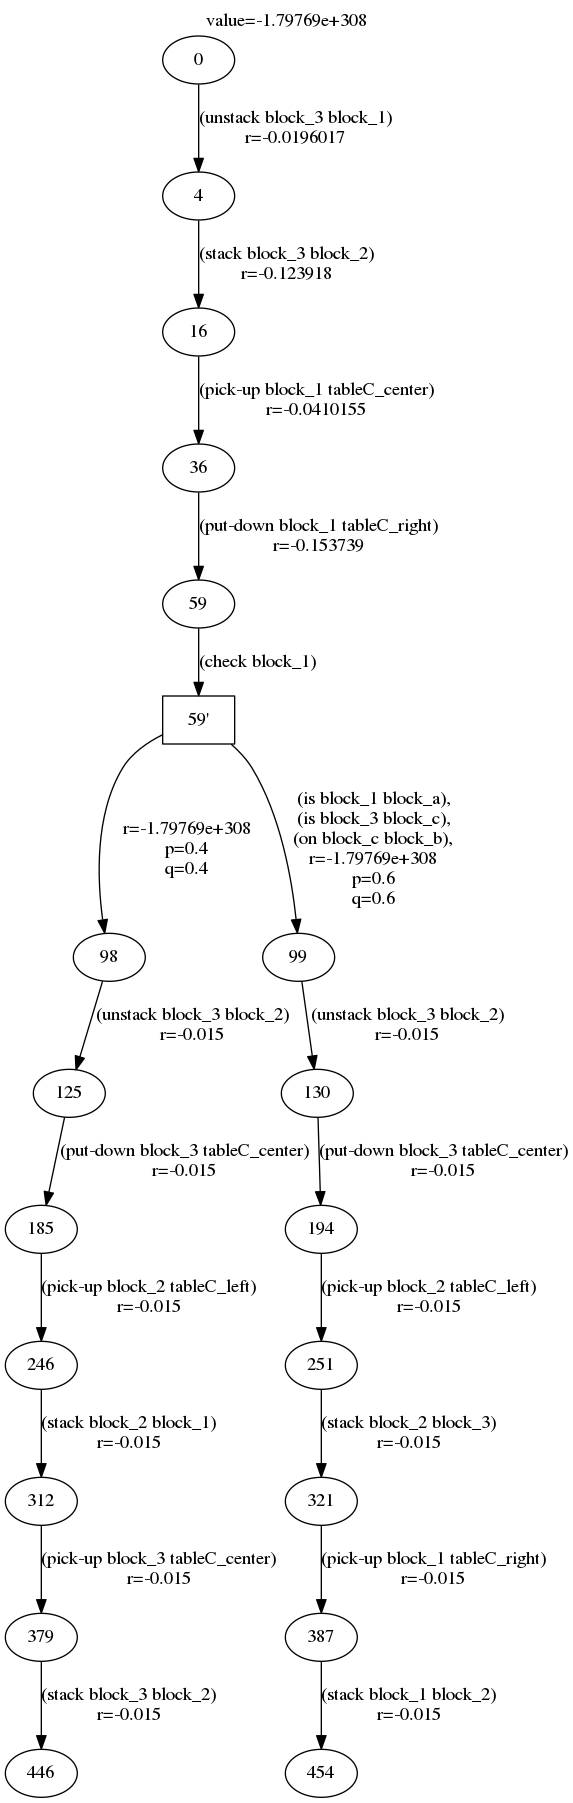 value=-1.79769e+308
0
(unstack block_3 block_1)
r=-0.0196017
4
(stack block_3 block_2)
r=-0.123918
16
(pick-up block_1 tableC_center)
r=-0.0410155
36
(put-down block_1 tableC_right)
r=-0.153739
59
(check block_1)
59'
r=-1.79769e+308
p=0.4
q=0.4
(is block_1 block_a),
(is block_3 block_c),
(on block_c block_b),
r=-1.79769e+308
p=0.6
q=0.6
98
99
(unstack block_3 block_2)
r=-0.015
(unstack block_3 block_2)
r=-0.015
125
130
(put-down block_3 tableC_center)
r=-0.015
(put-down block_3 tableC_center)
r=-0.015
185
194
(pick-up block_2 tableC_left)
r=-0.015
(pick-up block_2 tableC_left)
r=-0.015
246
251
(stack block_2 block_1)
r=-0.015
(stack block_2 block_3)
r=-0.015
312
321
(pick-up block_3 tableC_center)
r=-0.015
(pick-up block_1 tableC_right)
r=-0.015
379
387
(stack block_3 block_2)
r=-0.015
(stack block_1 block_2)
r=-0.015
446
454